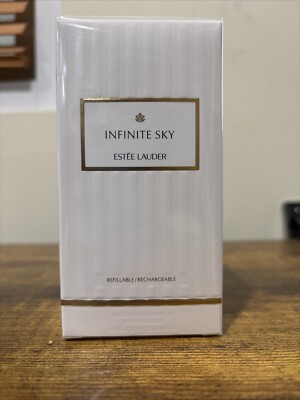 INFINITE SKY
ESTĒE LAUDER
REFILLABLE/RECHARGEABLE